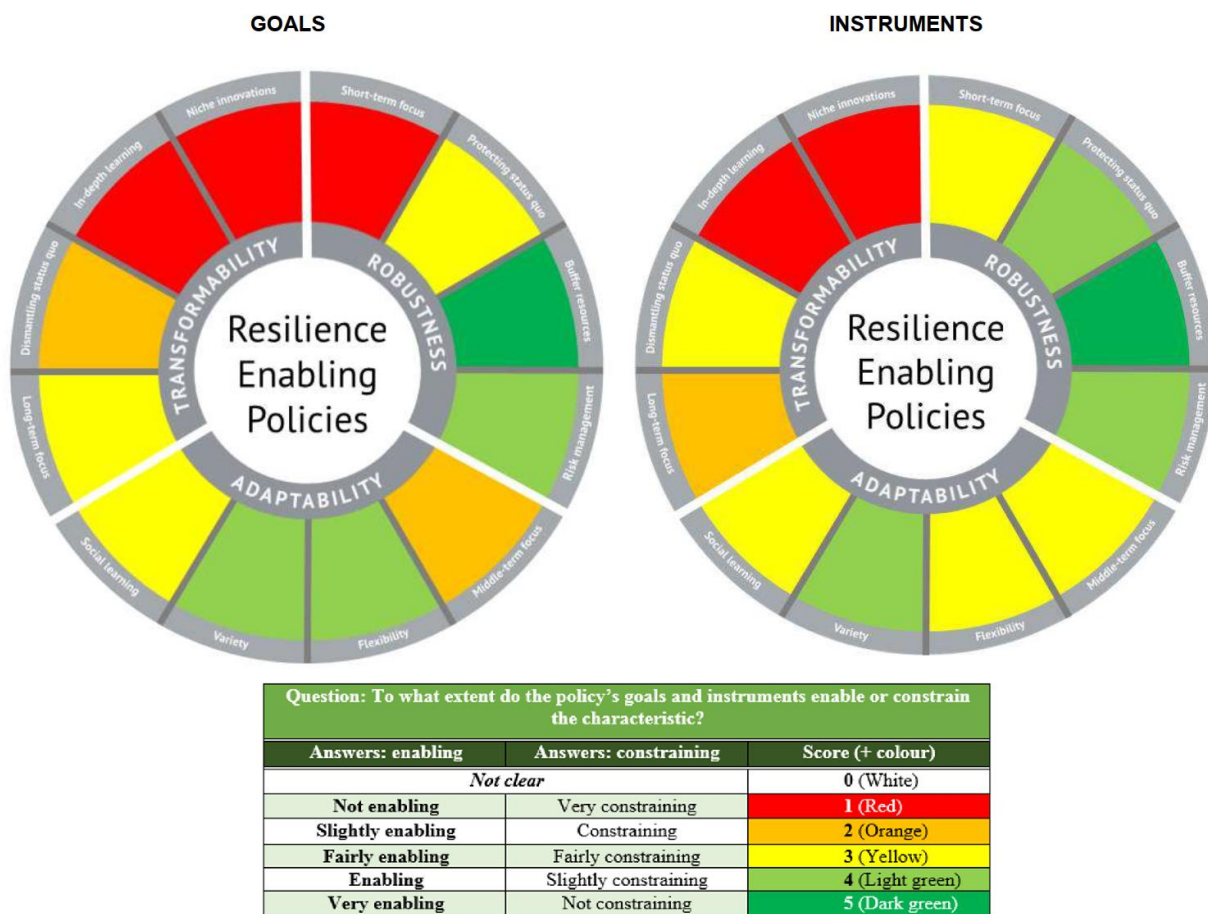 GOALS
INSTRUMENTS
Niche innovations
Short-term focus
In-depth learning
Protecting status quo
Dismantling status quo
Buffer resources
Long-term focus
Risk management
Social learning
Middle-term focus
Variety
Flexibility
TRANSFORMABILITY
ROBUSTNESS
ADAPTABILITY
Resilience
Enabling
Policies
Niche innovations
Short-term focus
In-depth learning
Protecting status quo
Dismantling status quo
Buffer resources
Long-term focus
Risk management
Social learning
Middle-term focus
Variety
Flexibility
TRANSFORMABILITY
ROBUSTNESS
ADAPTABILITY
Resilience
Enabling
Policies
Question: To what extent do the policy's goals and instruments enable or constrain
the characteristic?
Answers: enabling Answers: constraining Score (+ colour)
Not clear 0 (White)
Not enabling Very constraining 1 (Red)
Slightly enabling Constraining 2 (Orange)
Fairly enabling Fairly constraining 3 (Yellow)
Enabling Slightly constraining 4 (Light green)
Very enabling Not constraining 5 (Dark green)